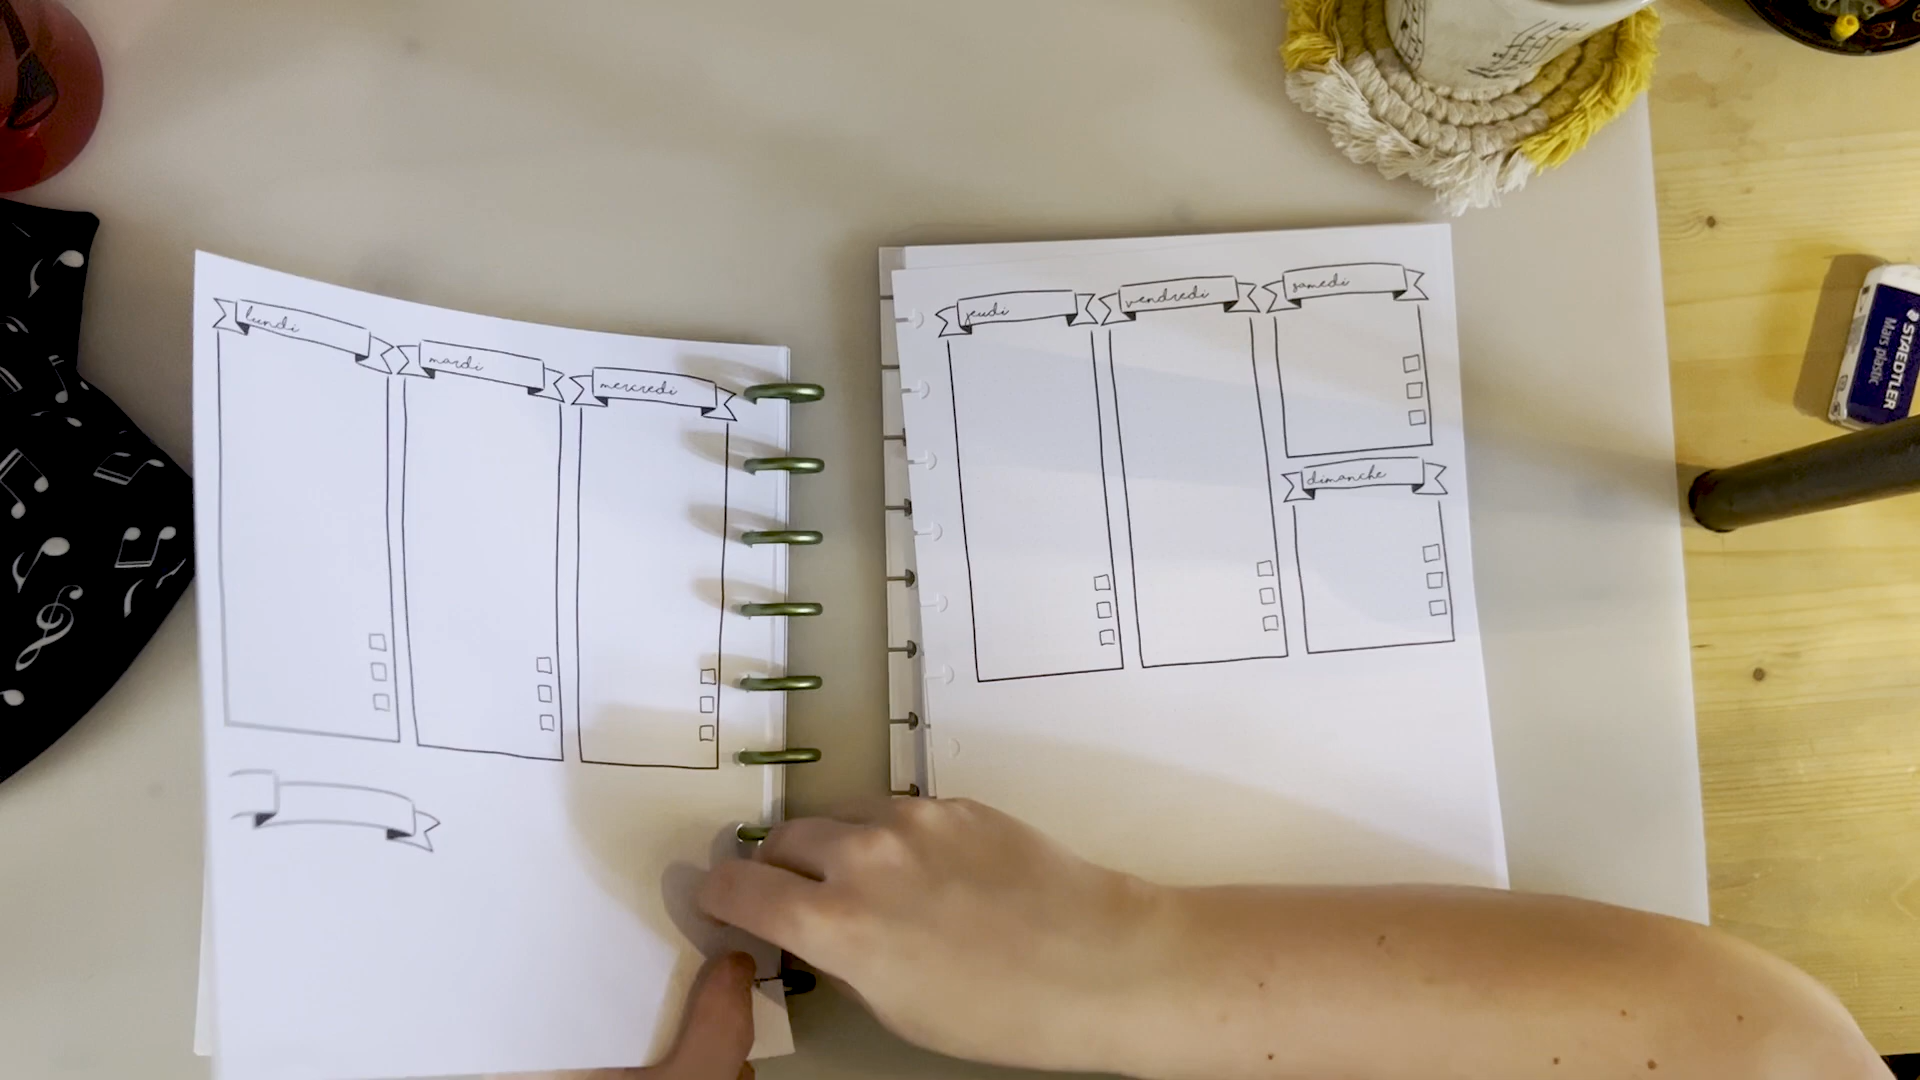 lundi
mardi
mercredi
jeudi
vendredi
samedi
dimanche
STAEDTLER
Mars plastic